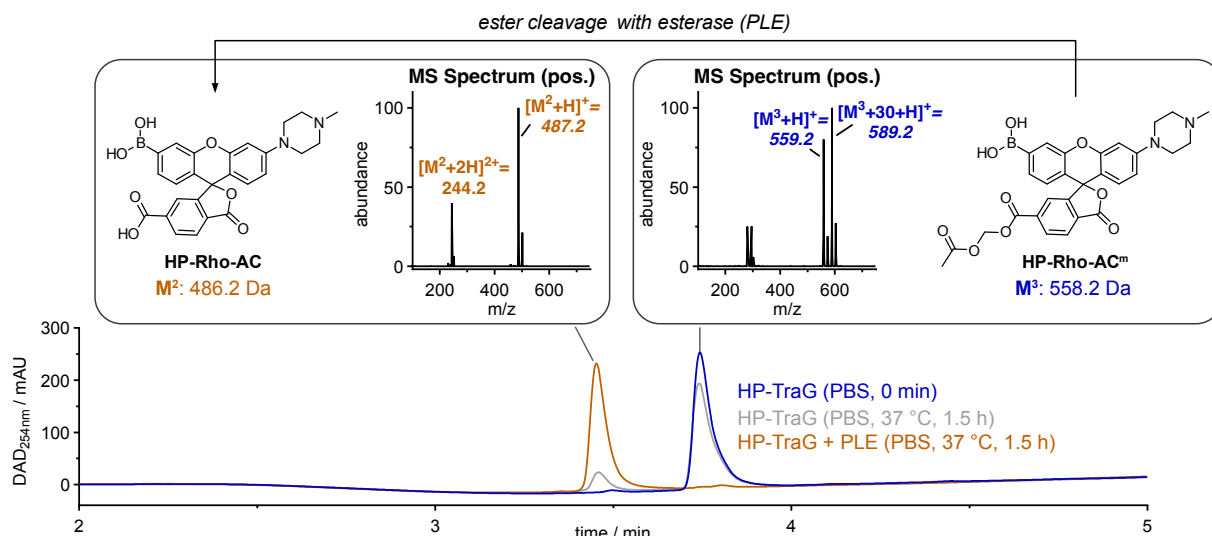 ester cleavage with esterase (PLE)
MS Spectrum (pos.)
100
50
0
abundance
200 400 600
m/z
[M²+H]⁺=
487.2
[M²+2H]²⁺=
244.2
OH
B
HO
O
N
N
O
O
O
HO
HP-Rho-AC
M²: 486.2 Da
MS Spectrum (pos.)
100
50
0
abundance
200 400 600
m/z
[M³+H]⁺=
559.2
[M³+30+H]⁺=
589.2
OH
B
HO
O
N
N
O
O
O
O
O
O
HP-Rho-ACᵐ
M³: 558.2 Da
300
200
100
0
DAD254nm / mAU
HP-TraG (PBS, 0 min)
HP-TraG (PBS, 37 °C, 1.5 h)
HP-TraG + PLE (PBS, 37 °C, 1.5 h)
2 3 4 5
time / min